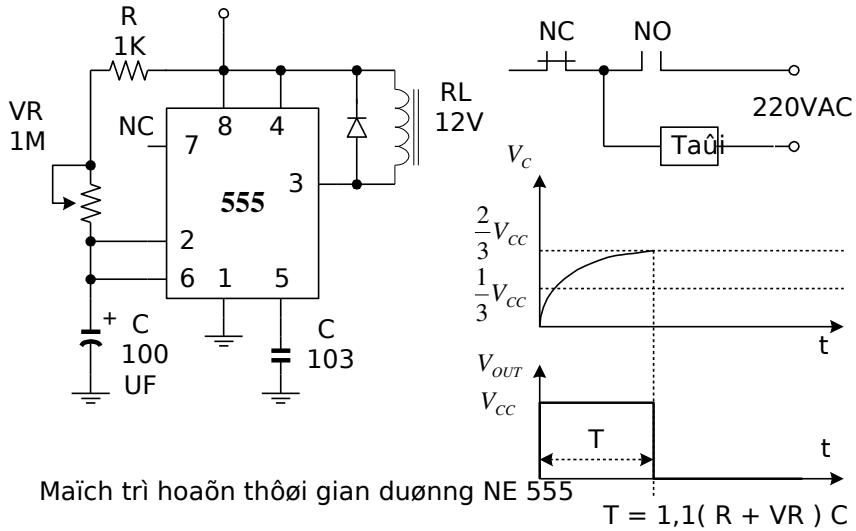 R
1K
VR
1M
NC
7
8
4
3
555
2
6
1
5
RL
12V
+
C
100
UF
C
103
NC
NO
220VAC
Taûi
V_C
2/3 V_CC
1/3 V_CC
t
V_OUT
V_CC
T
t
Maïch trì hoaõn thôøi gian duønng NE 555
T = 1,1( R + VR ) C